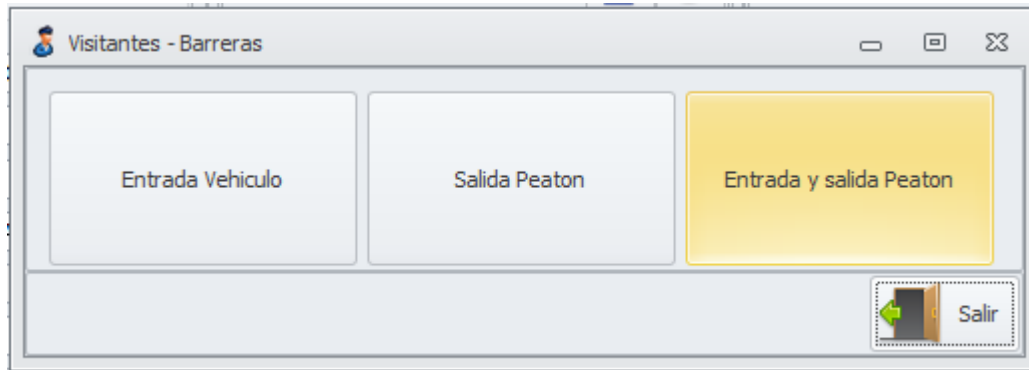 Visitantes - Barreras
Entrada Vehiculo
Salida Peaton
Entrada y salida Peaton
Salir